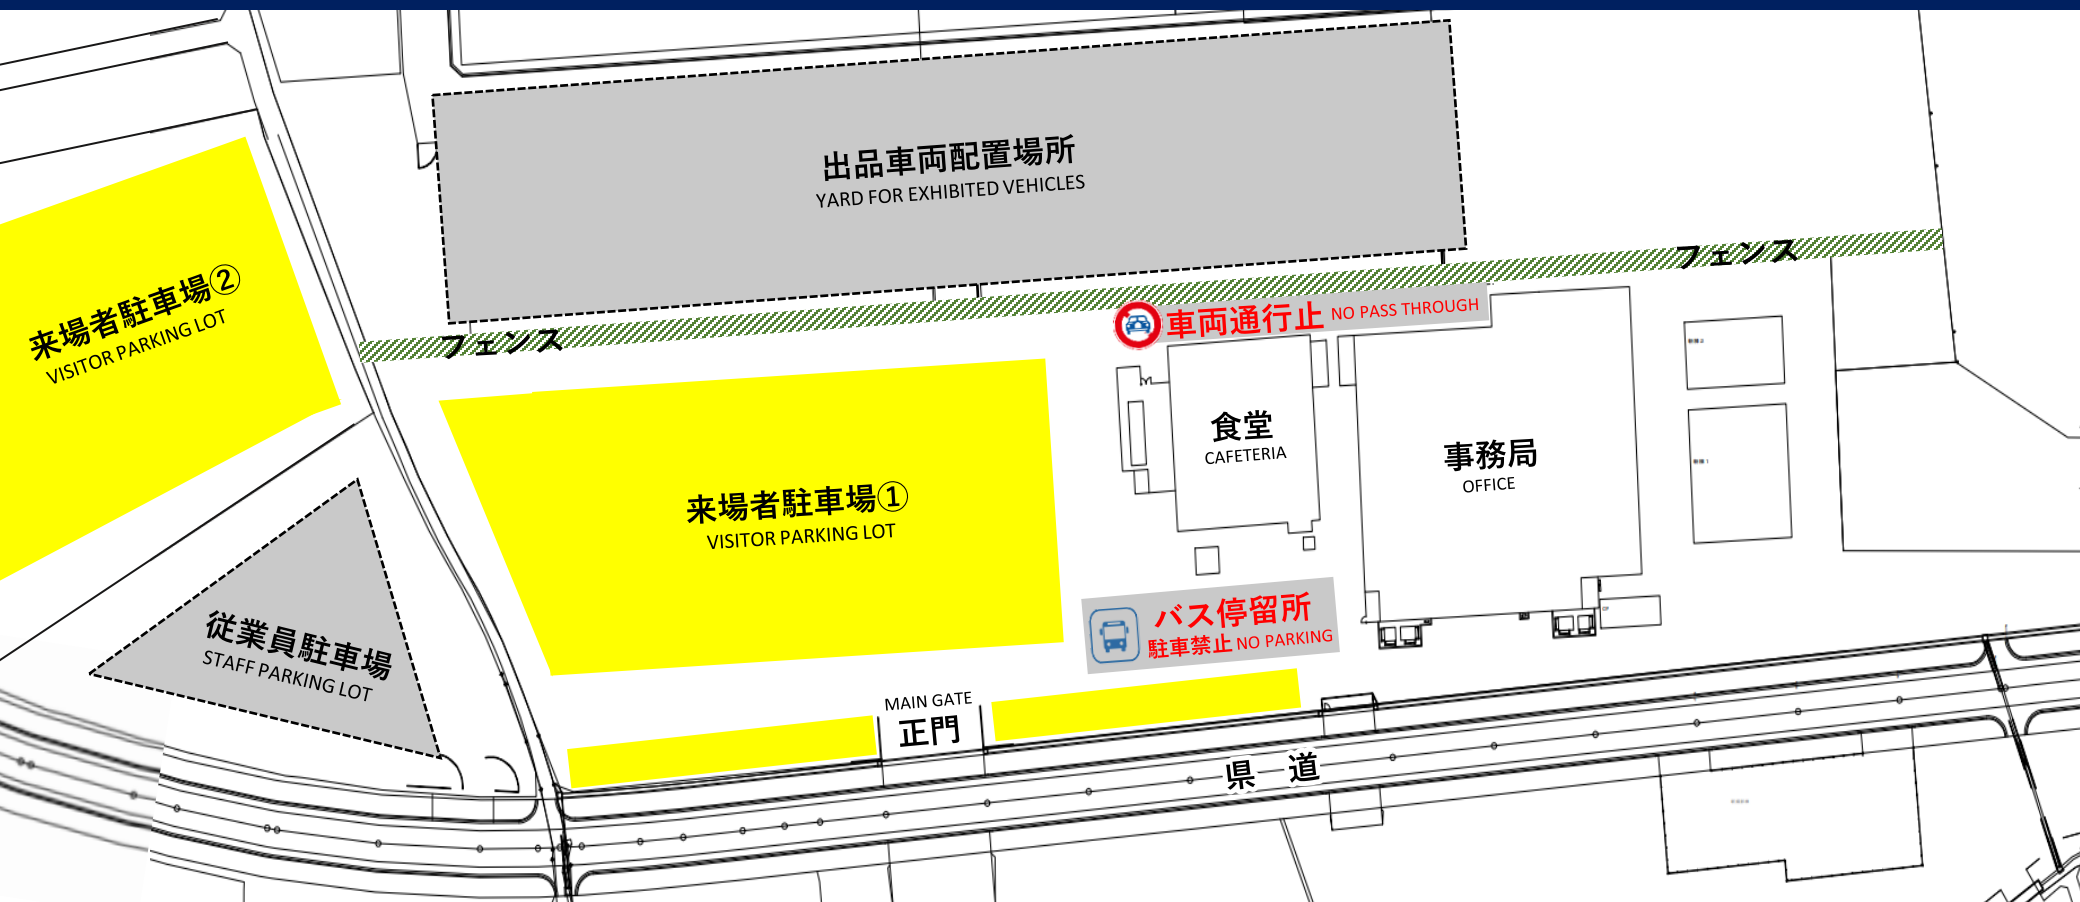 出品車両配置場所
YARD FOR EXHIBITED VEHICLES
フェンス
来場者駐車場②
VISITOR PARKING LOT
車両通行止 NO PASS THROUGH
フェンス
食堂
CAFETERIA
事務局
OFFICE
来場者駐車場①
VISITOR PARKING LOT
バス停留所
駐車禁止 NO PARKING
従業員駐車場
STAFF PARKING LOT
MAIN GATE
正門
県道